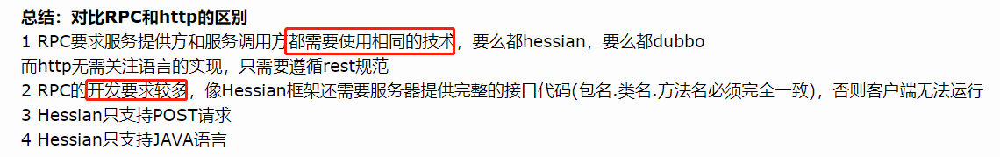 总结：对比RPC和http的区别
1 RPC要求服务提供方和服务调用方都需要使用相同的技术，要么都hessian，要么都dubbo
而http无需关注语言的实现，只需要遵循rest规范
2 RPC的开发要求较多，像Hessian框架还需要服务器提供完整的接口代码(包名.类名.方法名必须完全一致)，否则客户端无法运行
3 Hessian只支持POST请求
4 Hessian只支持JAVA语言